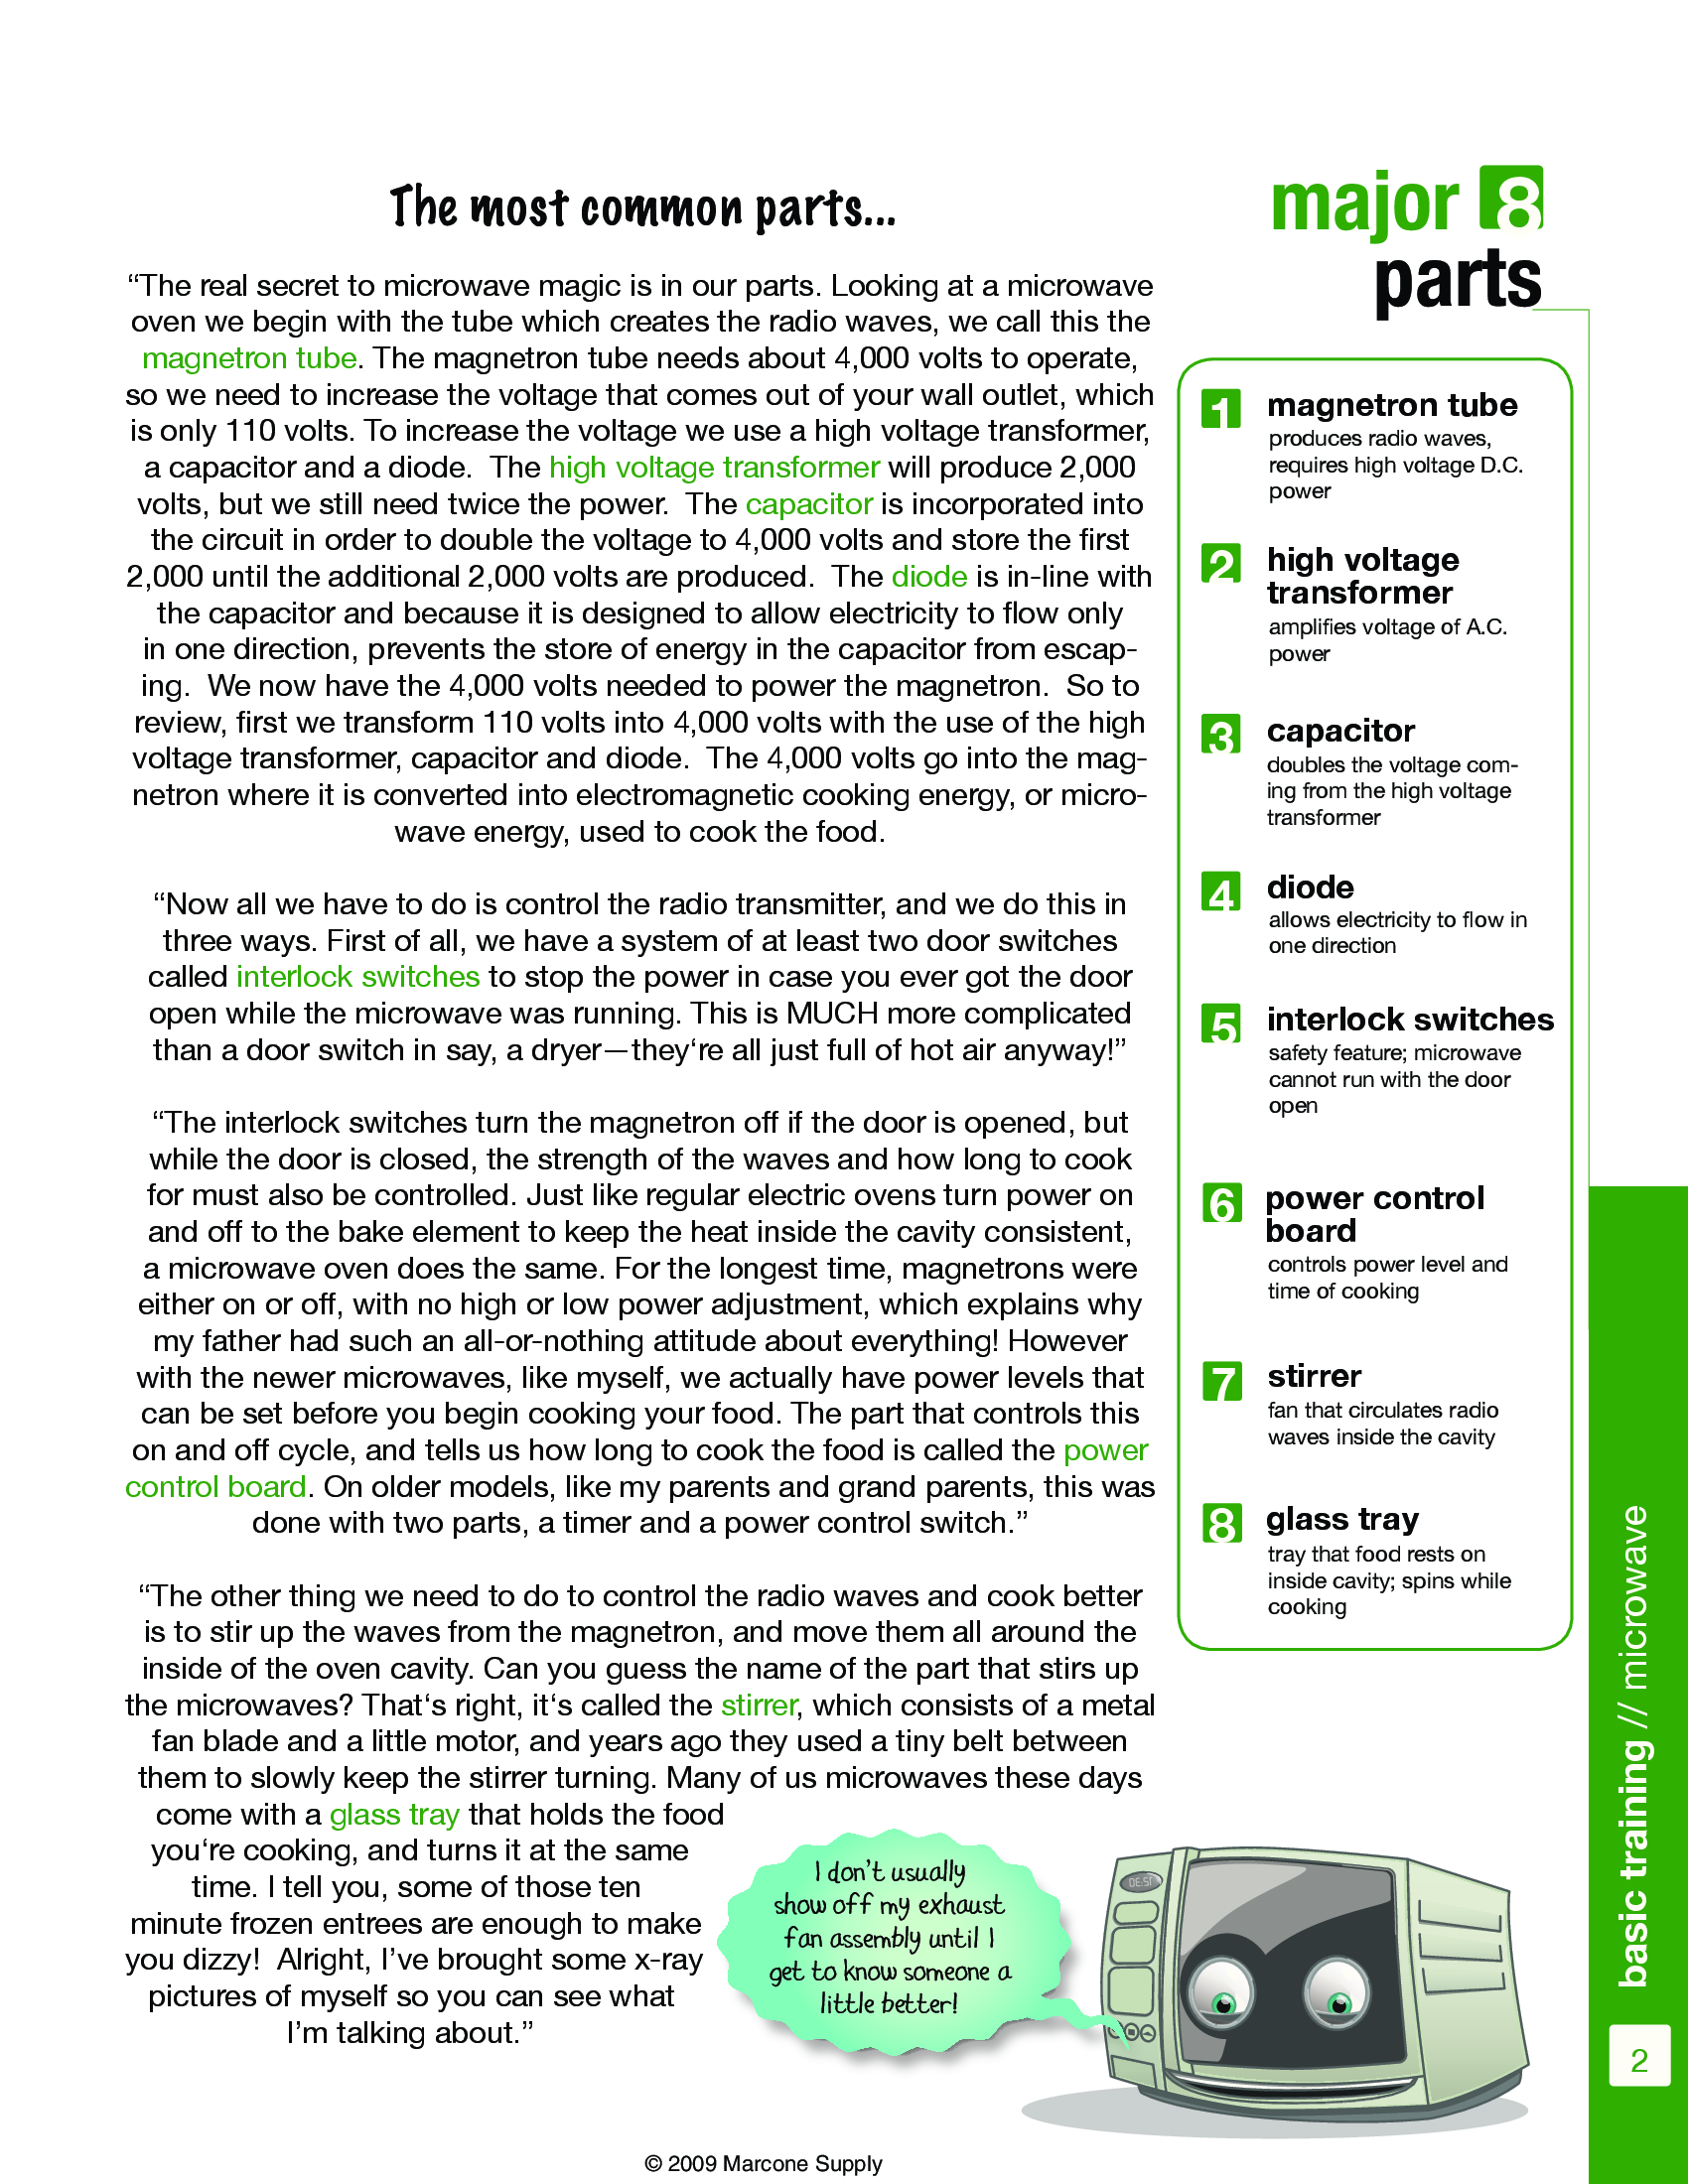 The most common parts...
“The real secret to microwave magic is in our parts. Looking at a microwave
oven we begin with the tube which creates the radio waves, we call this the
magnetron tube. The magnetron tube needs about 4,000 volts to operate,
so we need to increase the voltage that comes out of your wall outlet, which
is only 110 volts. To increase the voltage we use a high voltage transformer,
a capacitor and a diode.  The high voltage transformer will produce 2,000
volts, but we still need twice the power.  The capacitor is incorporated into
the circuit in order to double the voltage to 4,000 volts and store the first
2,000 until the additional 2,000 volts are produced.  The diode is in-line with
the capacitor and because it is designed to allow electricity to flow only
in one direction, prevents the store of energy in the capacitor from escap-
ing.  We now have the 4,000 volts needed to power the magnetron.  So to
review, first we transform 110 volts into 4,000 volts with the use of the high
voltage transformer, capacitor and diode.  The 4,000 volts go into the mag-
netron where it is converted into electromagnetic cooking energy, or micro-
wave energy, used to cook the food.
“Now all we have to do is control the radio transmitter, and we do this in
three ways. First of all, we have a system of at least two door switches
called interlock switches to stop the power in case you ever got the door
open while the microwave was running. This is MUCH more complicated
than a door switch in say, a dryer—they‘re all just full of hot air anyway!”
“The interlock switches turn the magnetron off if the door is opened, but
while the door is closed, the strength of the waves and how long to cook
for must also be controlled. Just like regular electric ovens turn power on
and off to the bake element to keep the heat inside the cavity consistent,
a microwave oven does the same. For the longest time, magnetrons were
either on or off, with no high or low power adjustment, which explains why
my father had such an all-or-nothing attitude about everything! However
with the newer microwaves, like myself, we actually have power levels that
can be set before you begin cooking your food. The part that controls this
on and off cycle, and tells us how long to cook the food is called the power
control board. On older models, like my parents and grand parents, this was
done with two parts, a timer and a power control switch.”
“The other thing we need to do to control the radio waves and cook better
is to stir up the waves from the magnetron, and move them all around the
inside of the oven cavity. Can you guess the name of the part that stirs up
the microwaves? That‘s right, it‘s called the stirrer, which consists of a metal
fan blade and a little motor, and years ago they used a tiny belt between
them to slowly keep the stirrer turning. Many of us microwaves these days
come with a glass tray that holds the food
you‘re cooking, and turns it at the same
time. I tell you, some of those ten
minute frozen entrees are enough to make
you dizzy!  Alright, I’ve brought some x-ray
pictures of myself so you can see what
I’m talking about.”
I don’t usually
show off my exhaust
fan assembly until I
get to know someone a
little better!
DE:ST
major 8
parts
1 magnetron tube
produces radio waves,
requires high voltage D.C.
power
2 high voltage
transformer
amplifies voltage of A.C.
power
3 capacitor
doubles the voltage com-
ing from the high voltage
transformer
4 diode
allows electricity to flow in
one direction
5 interlock switches
safety feature; microwave
cannot run with the door
open
6 power control
board
controls power level and
time of cooking
7 stirrer
fan that circulates radio
waves inside the cavity
8 glass tray
tray that food rests on
inside cavity; spins while
cooking
basic training // microwave
2
© 2009 Marcone Supply